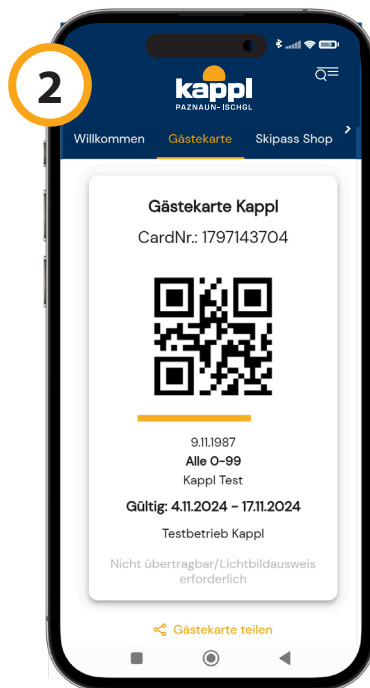 2
kappl
PAZNAUN-ISCHGL
Willkommen Gästekarte Skipass Shop
Gästekarte Kappl
CardNr.: 1797143704
9.11.1987
Alle 0-99
Kappl Test
Gültig: 4.11.2024 - 17.11.2024
Testbetrieb Kappl
Nicht übertragbar/Lichtbildausweis
erforderlich
Gästekarte teilen